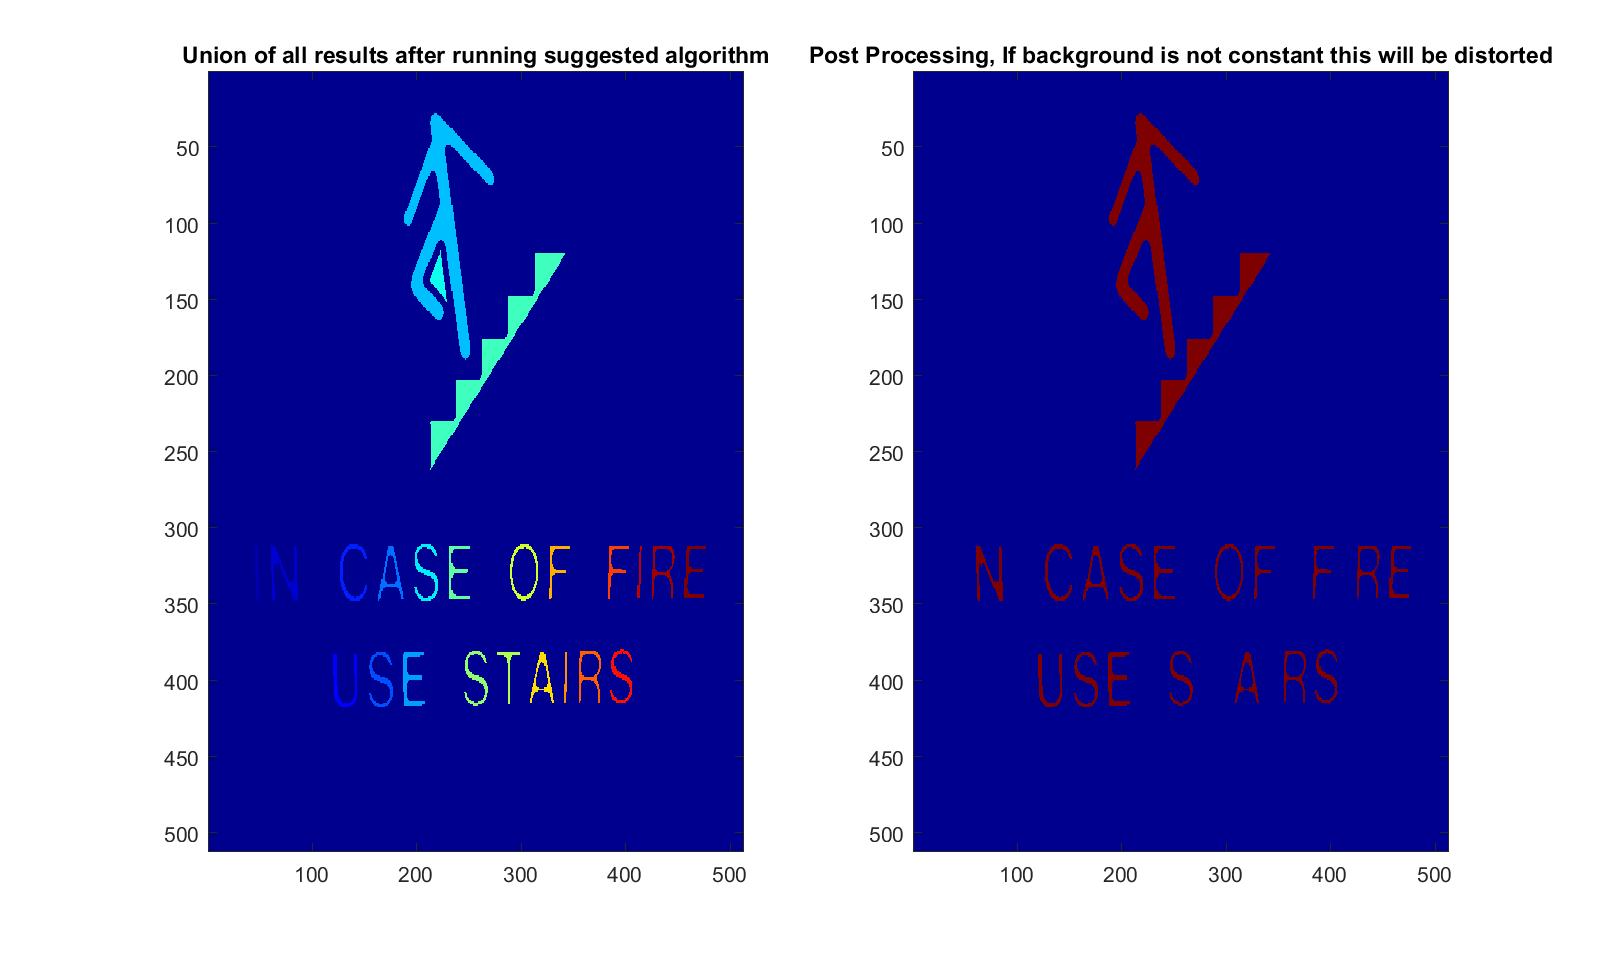 Union of all results after running suggested algorithm
50
100
150
200
250
300
350
400
450
500
100 200 300 400 500
IN CASE OF FIRE
USE STAIRS
Post Processing, If background is not constant this will be distorted
50
100
150
200
250
300
350
400
450
500
100 200 300 400 500
N CASE OF F RE
USE S A RS